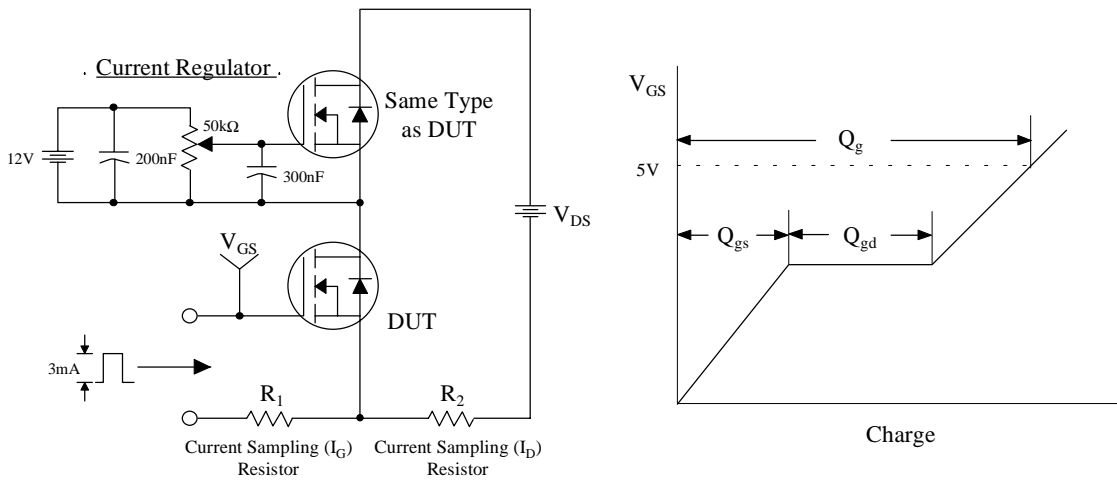 . Current Regulator .
50kΩ
12V
200nF
300nF
Same Type
as DUT
V_DS
V_GS
DUT
3mA
R_1
R_2
Current Sampling (I_G)
Resistor
Current Sampling (I_D)
Resistor
V_GS
Q_g
5V
Q_gs
Q_gd
Charge